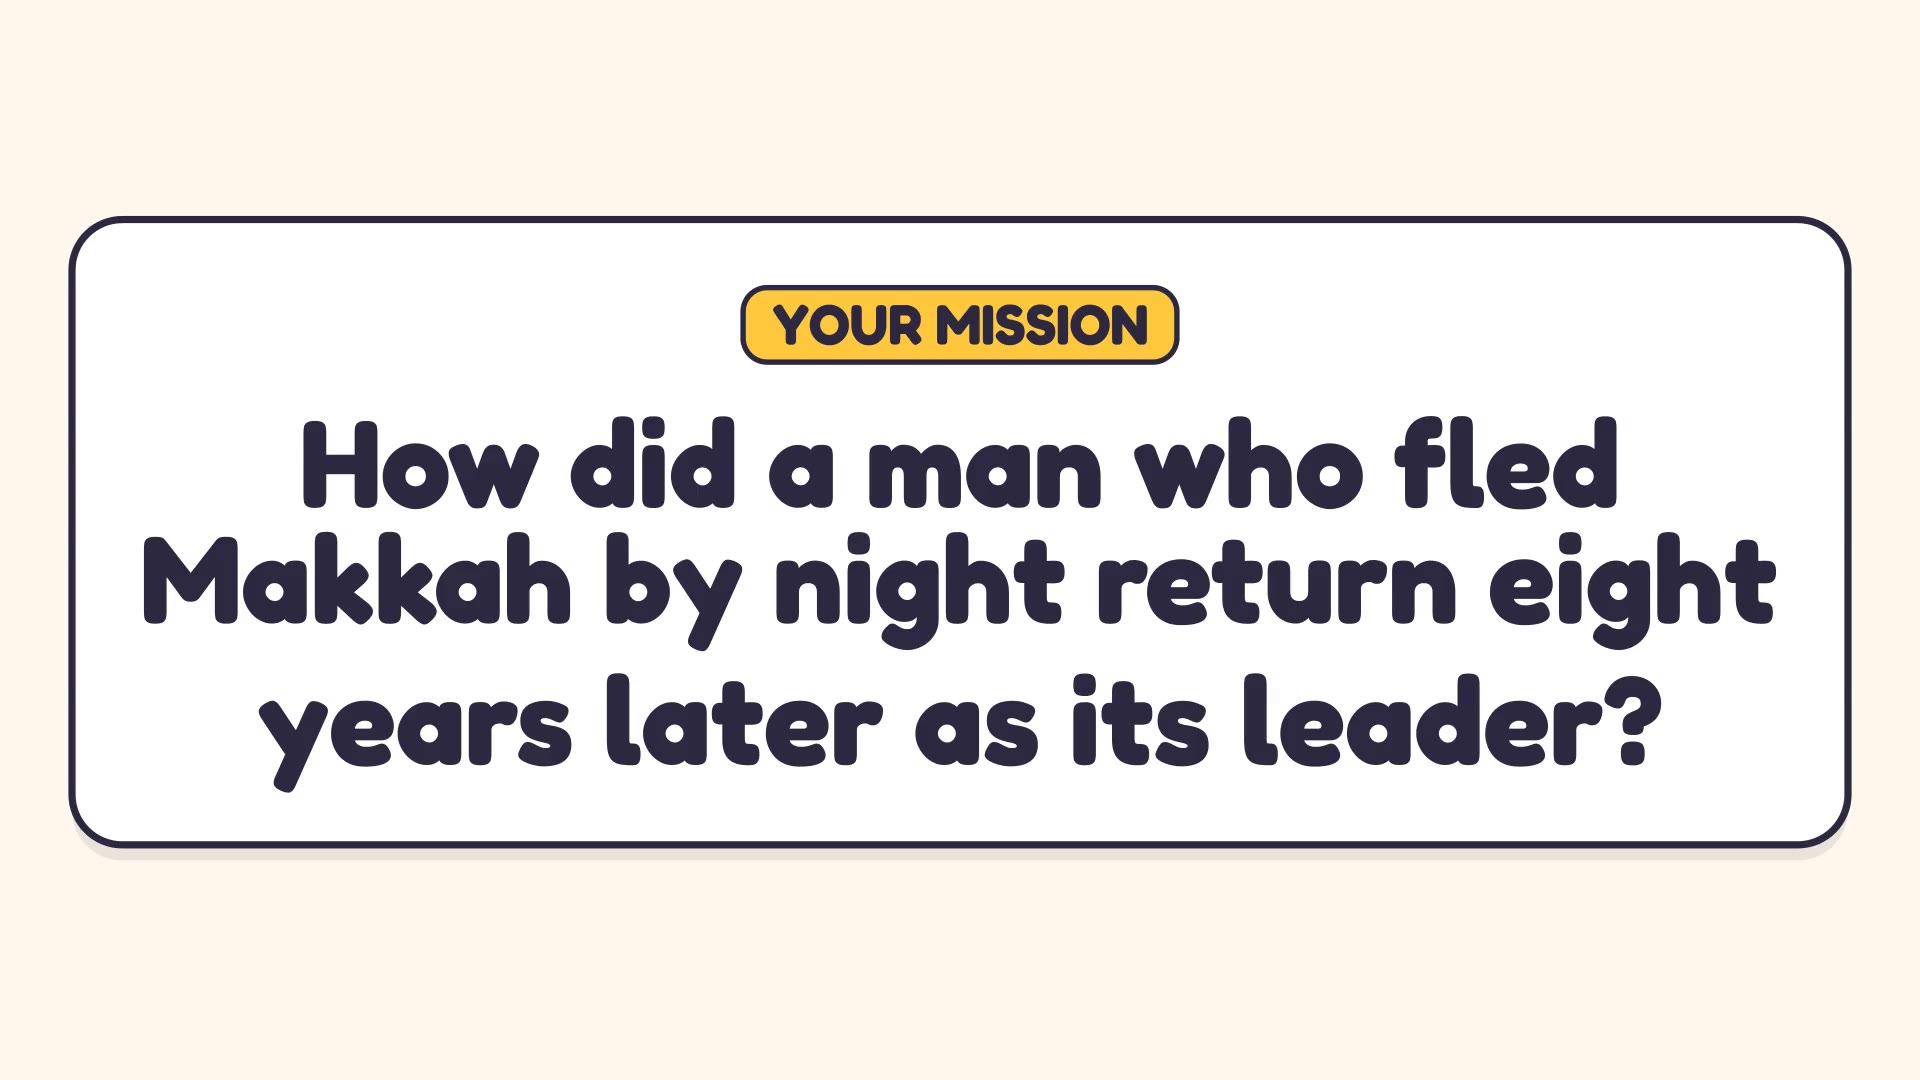 YOUR MISSION
How did a man who fled
Makkah by night return eight
years later as its leader?